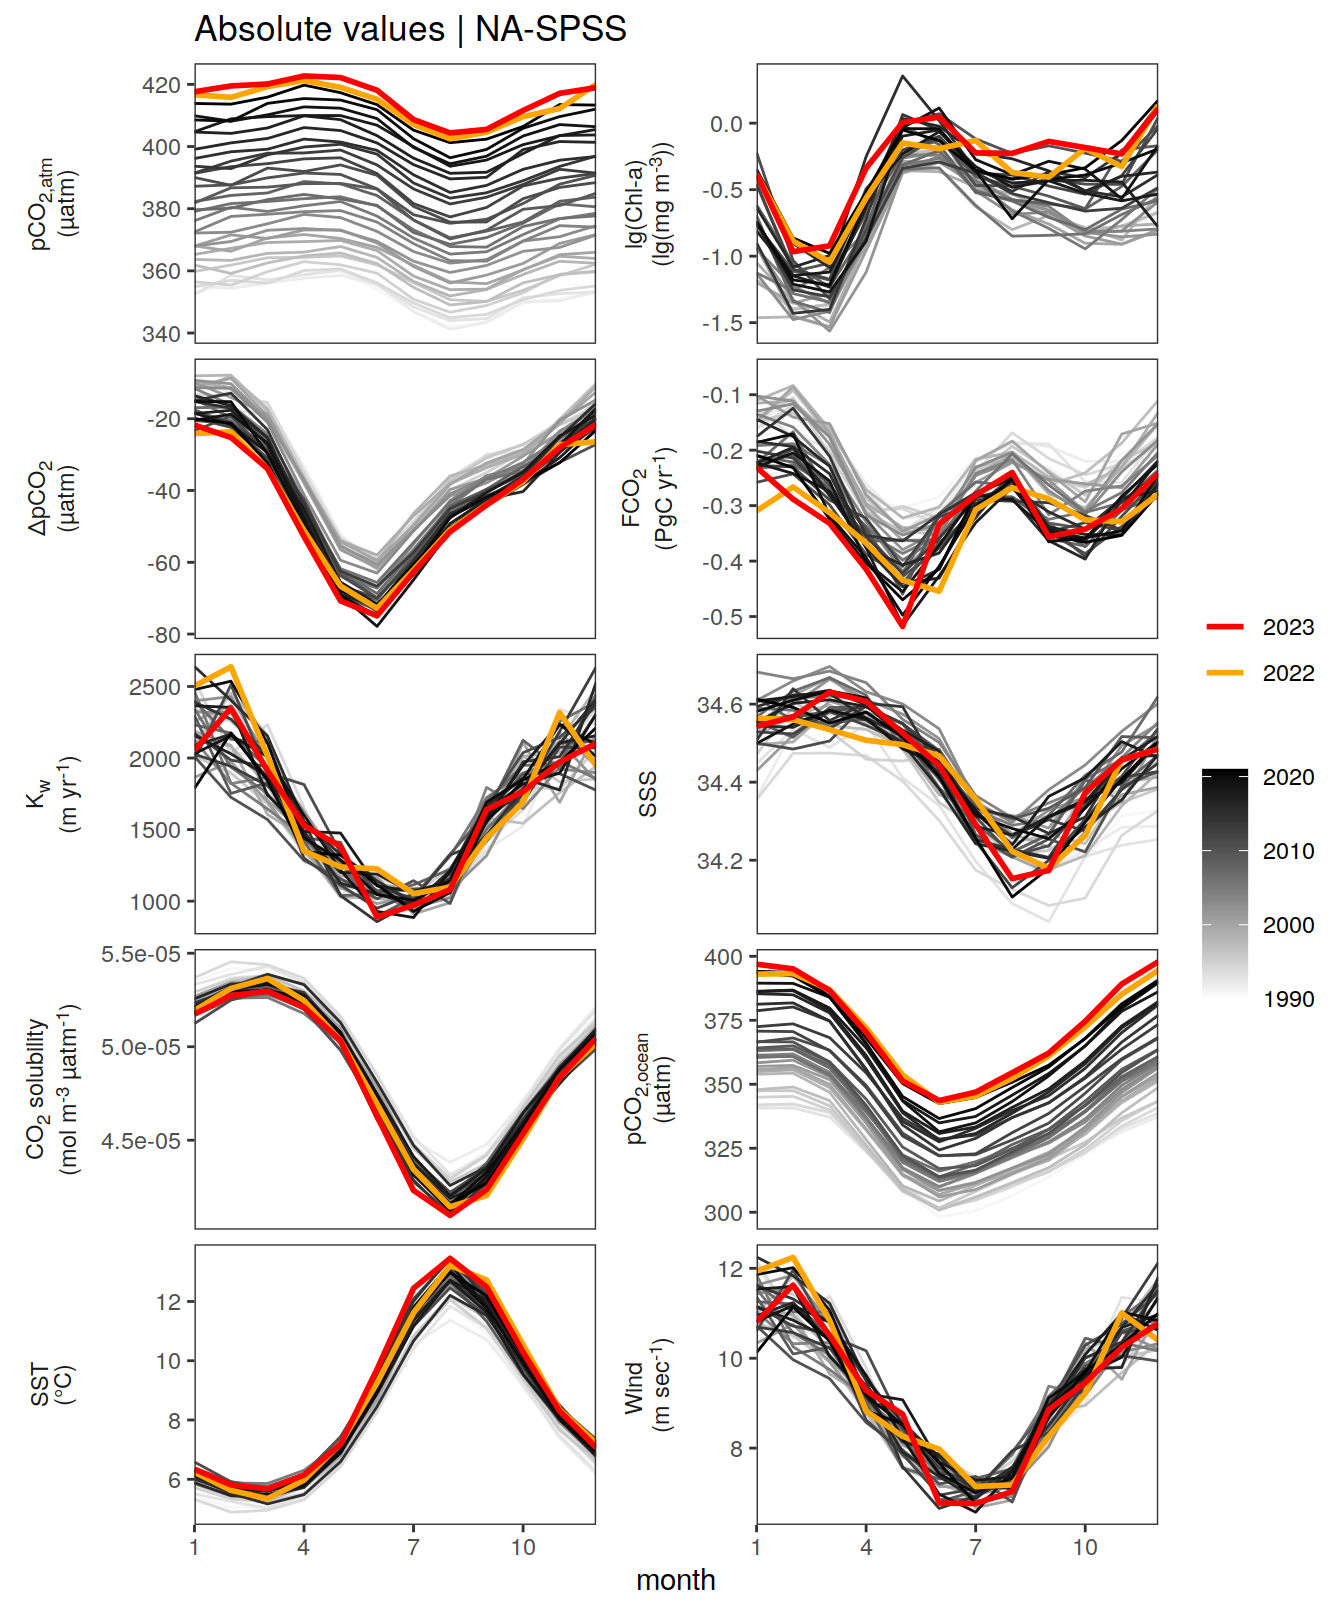 Absolute values | NA-SPSS
pCO2,atm
(µatm)
420
400
380
360
340
lg(Chl-a)
(lg(mg m-3))
0.0
-0.5
-1.0
-1.5
ΔpCO2
(µatm)
-20
-40
-60
-80
FCO2
(PgC yr-1)
-0.1
-0.2
-0.3
-0.4
-0.5
Kw
(m yr-1)
2500
2000
1500
1000
SSS
34.6
34.4
34.2
CO2 solubility
(mol m-3 µatm-1)
5.5e-05
5.0e-05
4.5e-05
pCO2,ocean
(µatm)
400
375
350
325
300
SST
(°C)
12
10
8
6
1 4 7 10
Wind
(m sec-1)
12
10
8
1 4 7 10
month
2023
2022
2020
2010
2000
1990